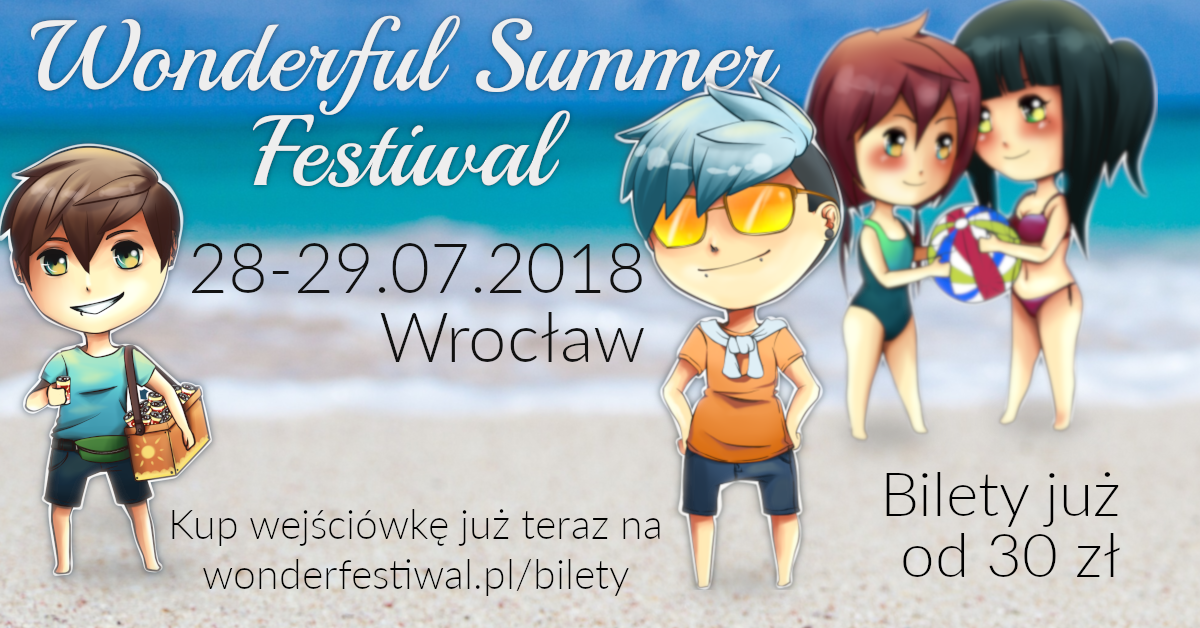 Wonderful Summer
Festiwal
28-29.07.2018
Wrocław
Kup wejściówkę już teraz na
wonderfestiwal.pl/bilety
Bilety już
od 30 zł